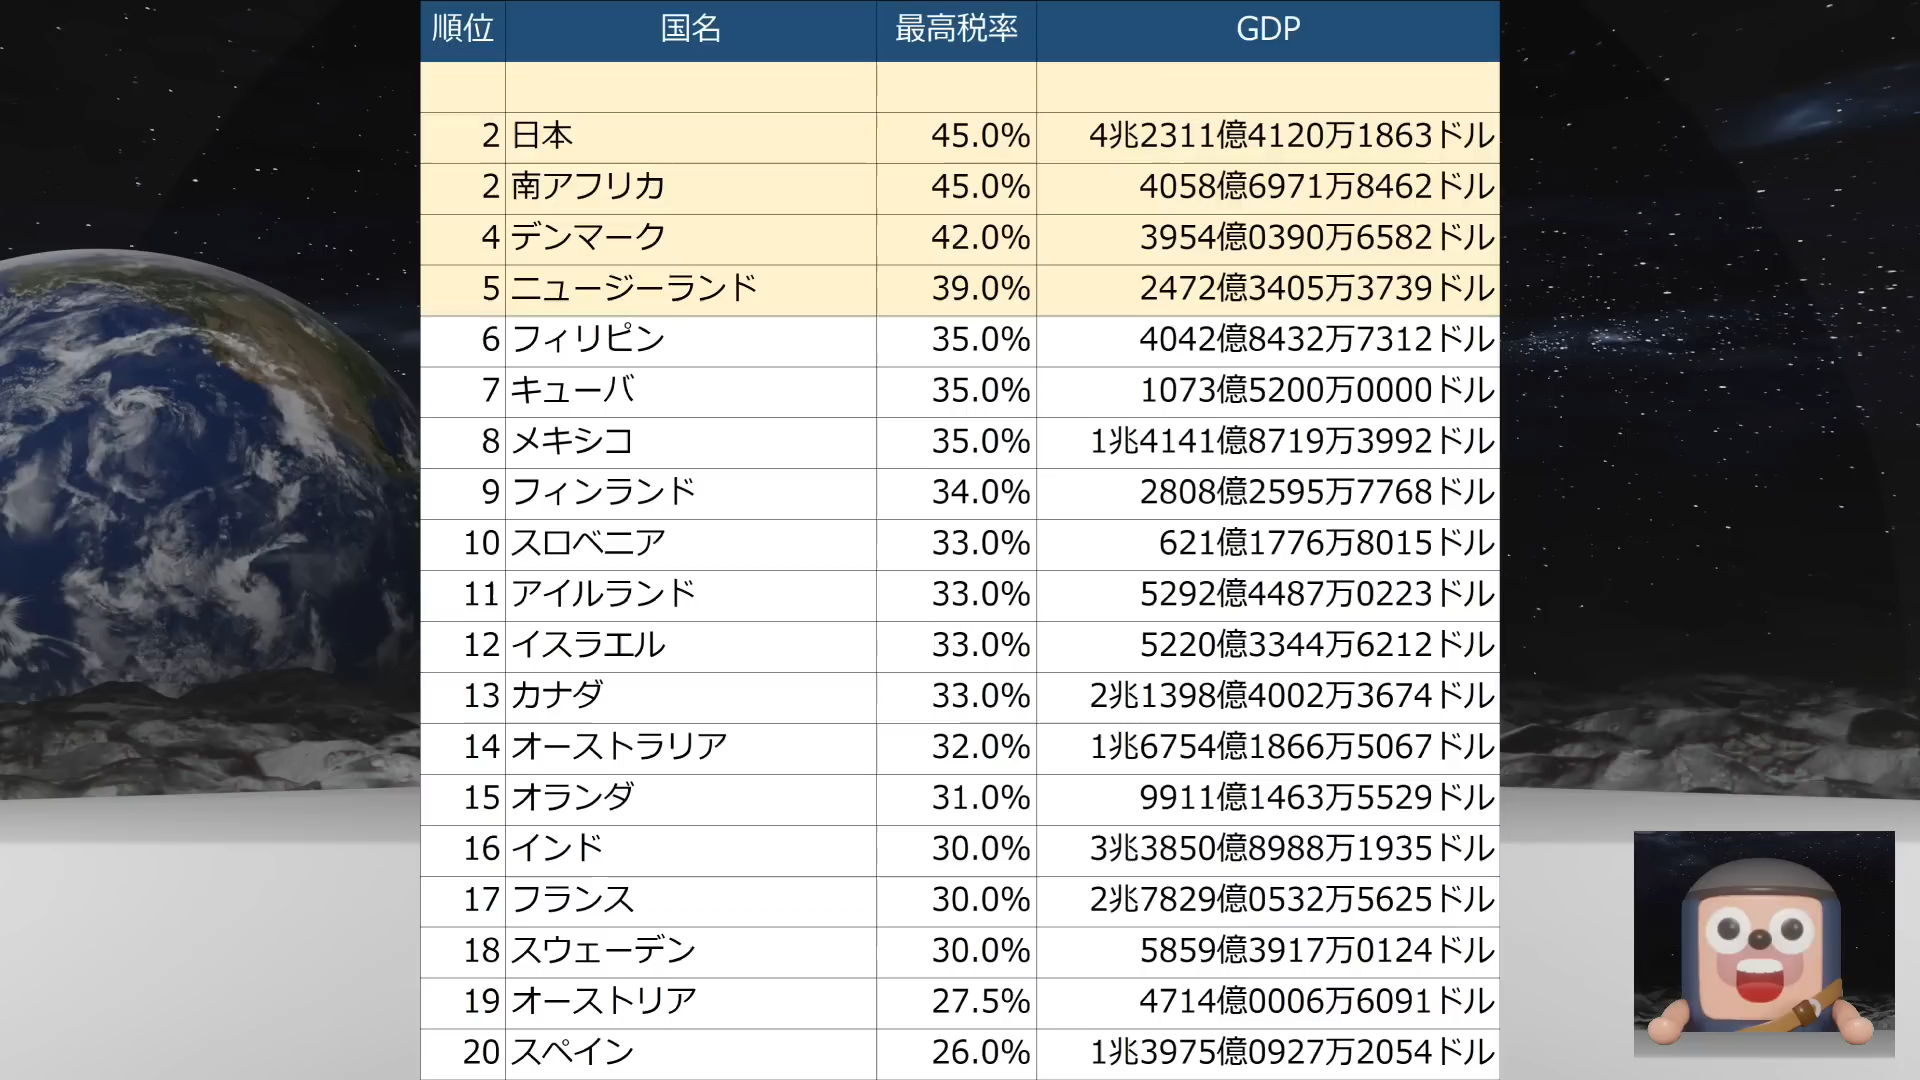 順位 国名 最高税率 GDP
2 日本 45.0% 4兆2311億4120万1863ドル
2 南アフリカ 45.0% 4058億6971万8462ドル
4 デンマーク 42.0% 3954億0390万6582ドル
5 ニュージーランド 39.0% 2472億3405万3739ドル
6 フィリピン 35.0% 4042億8432万7312ドル
7 キューバ 35.0% 1073億5200万0000ドル
8 メキシコ 35.0% 1兆4141億8719万3992ドル
9 フィンランド 34.0% 2808億2595万7768ドル
10 スロベニア 33.0% 621億1776万8015ドル
11 アイルランド 33.0% 5292億4487万0223ドル
12 イスラエル 33.0% 5220億3344万6212ドル
13 カナダ 33.0% 2兆1398億4002万3674ドル
14 オーストラリア 32.0% 1兆6754億1866万5067ドル
15 オランダ 31.0% 9911億1463万5529ドル
16 インド 30.0% 3兆3850億8988万1935ドル
17 フランス 30.0% 2兆7829億0532万5625ドル
18 スウェーデン 30.0% 5859億3917万0124ドル
19 オーストリア 27.5% 4714億0006万6091ドル
20 スペイン 26.0% 1兆3975億0927万2054ドル